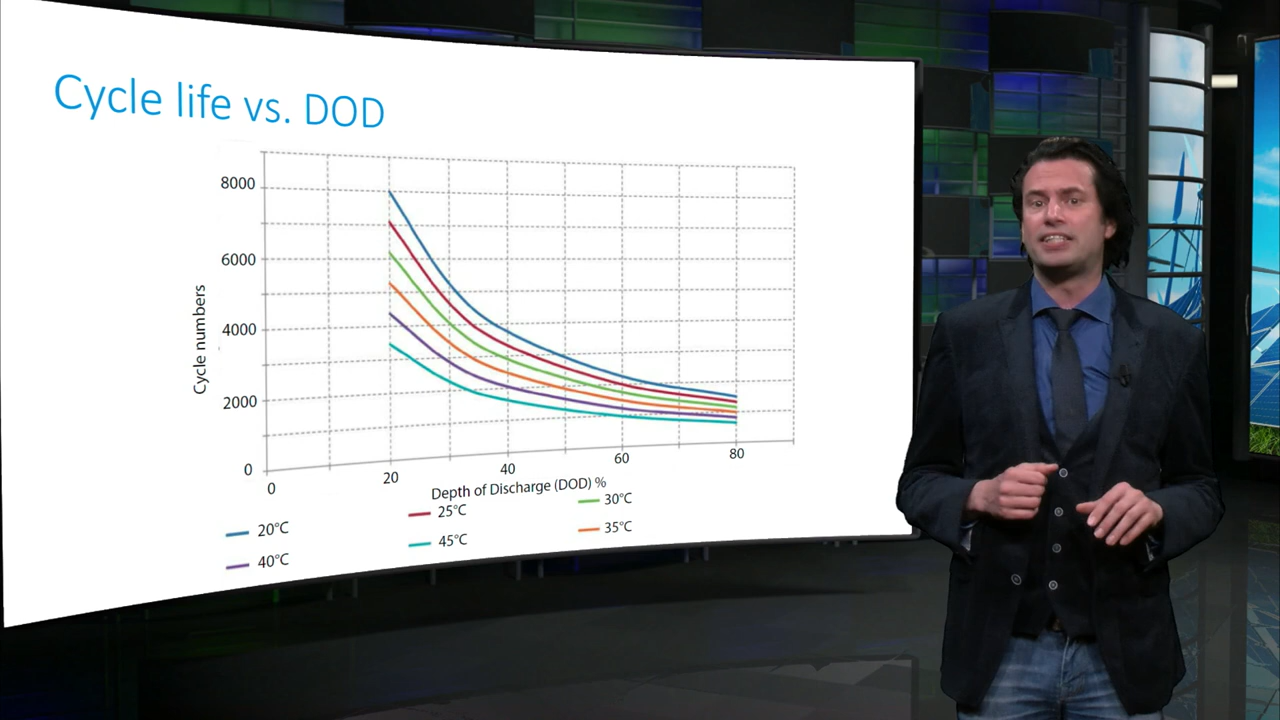 Cycle life vs. DOD
8000
6000
4000
2000
0
Cycle numbers
0 20 40 60 80
Depth of Discharge (DOD) %
20°C 25°C 30°C
40°C 45°C 35°C